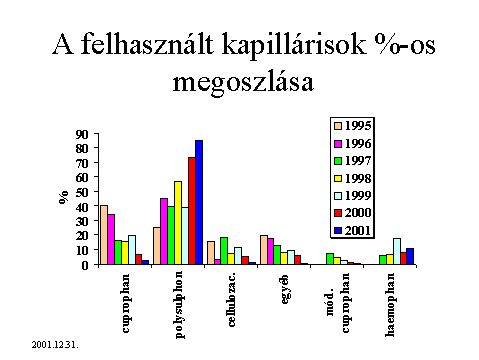 A felhasznált kapillárisok %-os
megoszlása
90
80
70
60
50
40
30
20
10
0
%
1995
1996
1997
1998
1999
2000
2001
cuprophan
polysulphon
cellulozac.
egyéb
mód.
cuprophan
haemophan
2001.12.31.